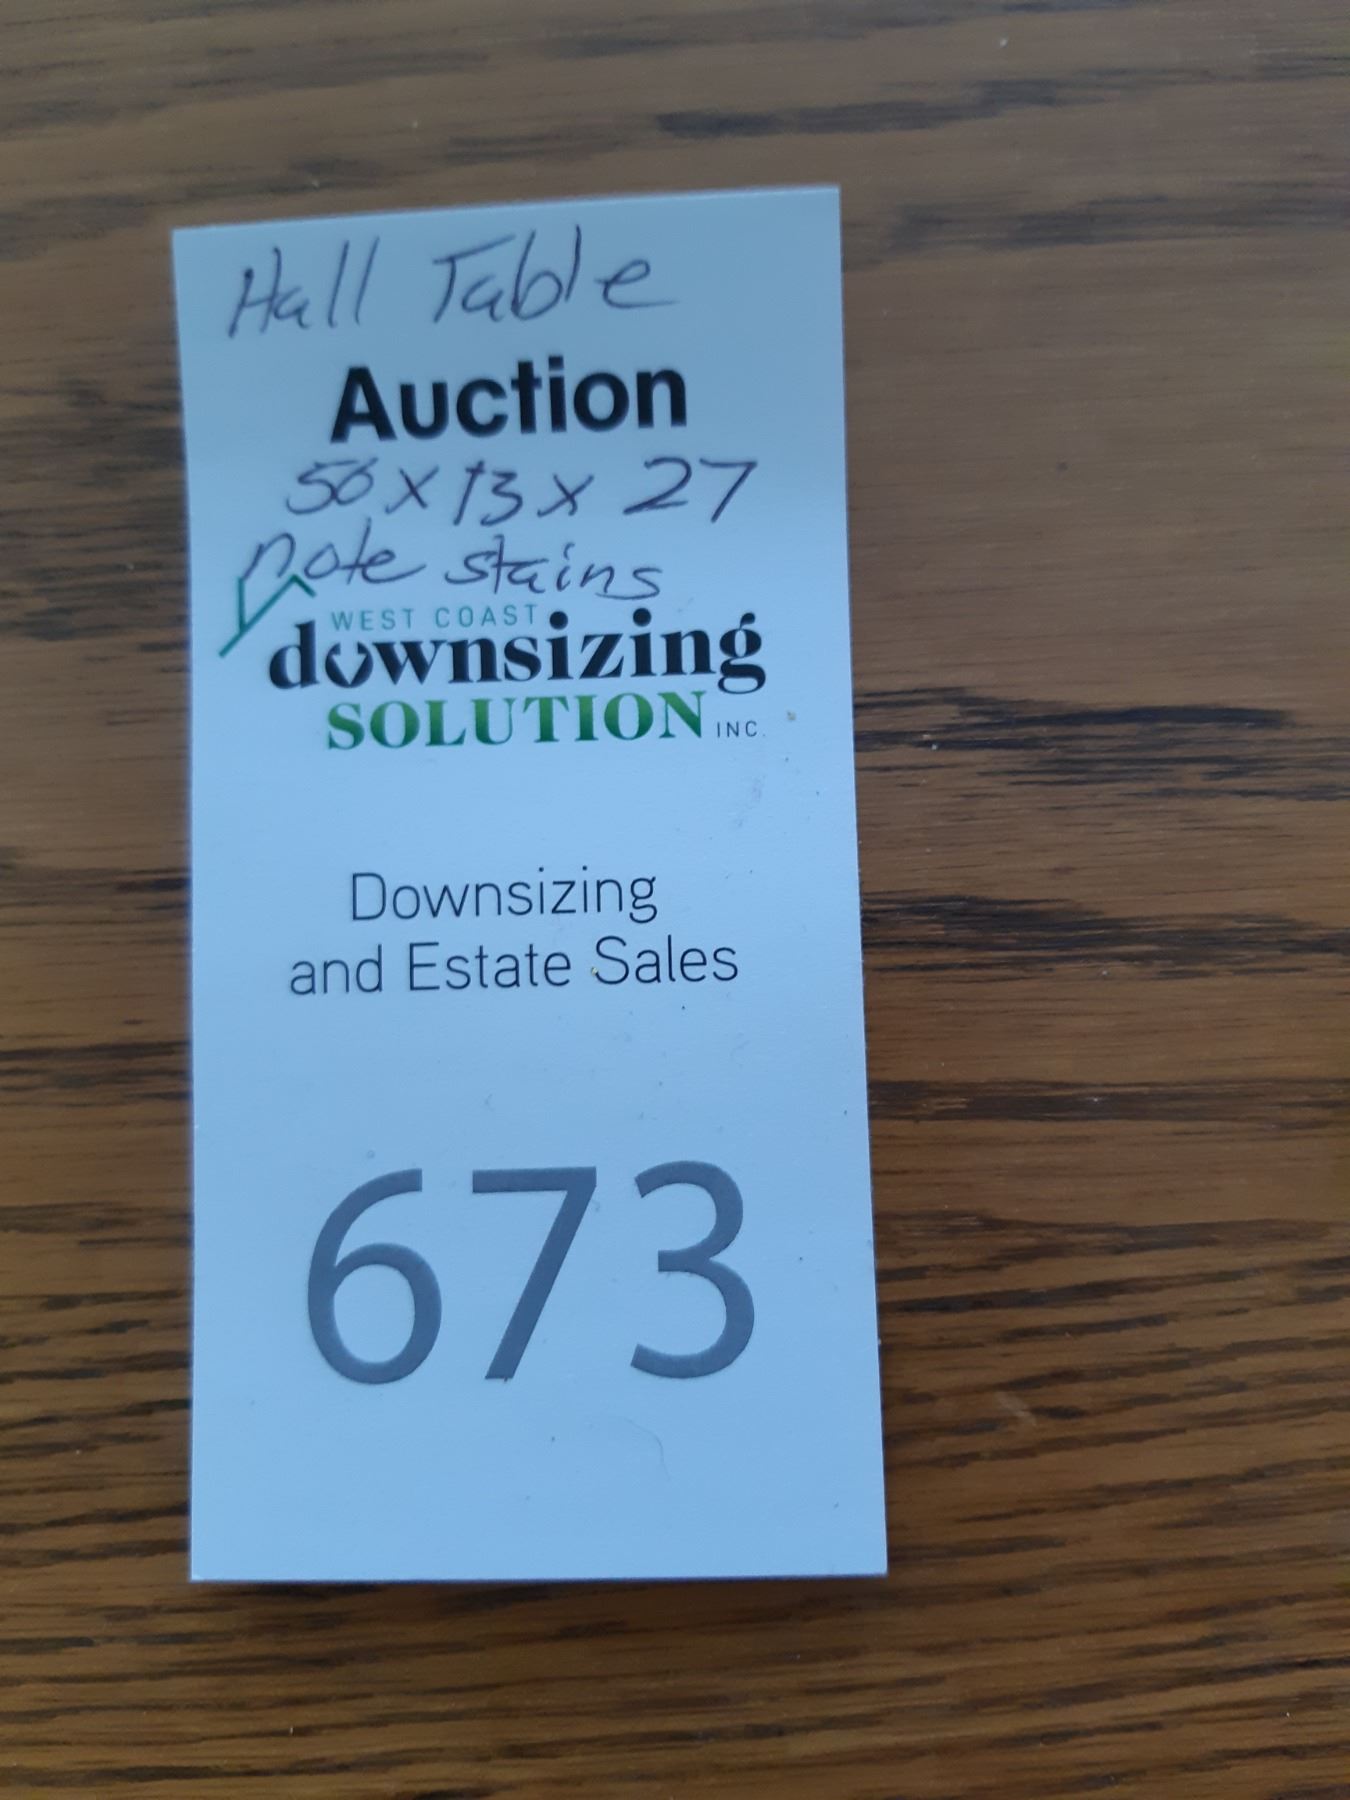 Hall Table
Auction
56 x 13 x 27
note stains
WEST COAST
downsizing
SOLUTION INC.
Downsizing
and Estate Sales
673